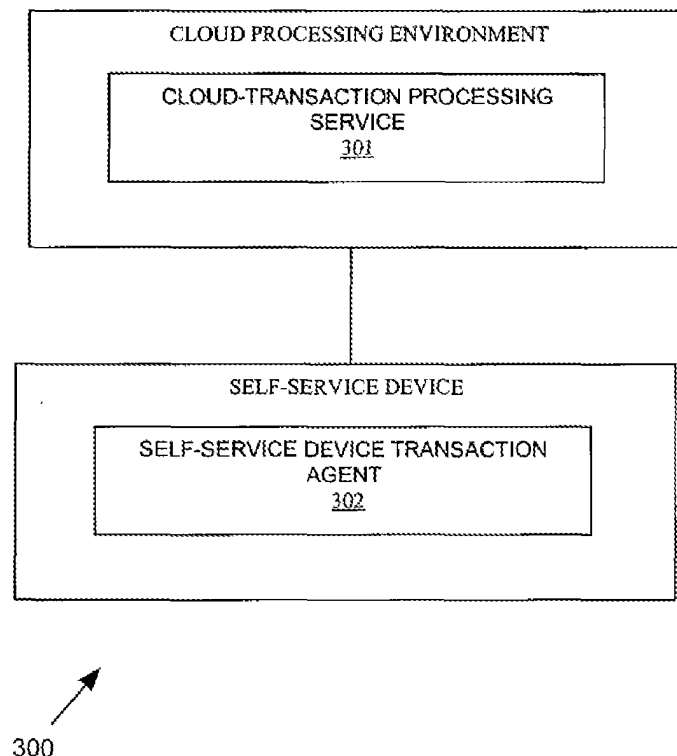 CLOUD PROCESSING ENVIRONMENT
CLOUD-TRANSACTION PROCESSING
SERVICE
301
SELF-SERVICE DEVICE
SELF-SERVICE DEVICE TRANSACTION
AGENT
302
300